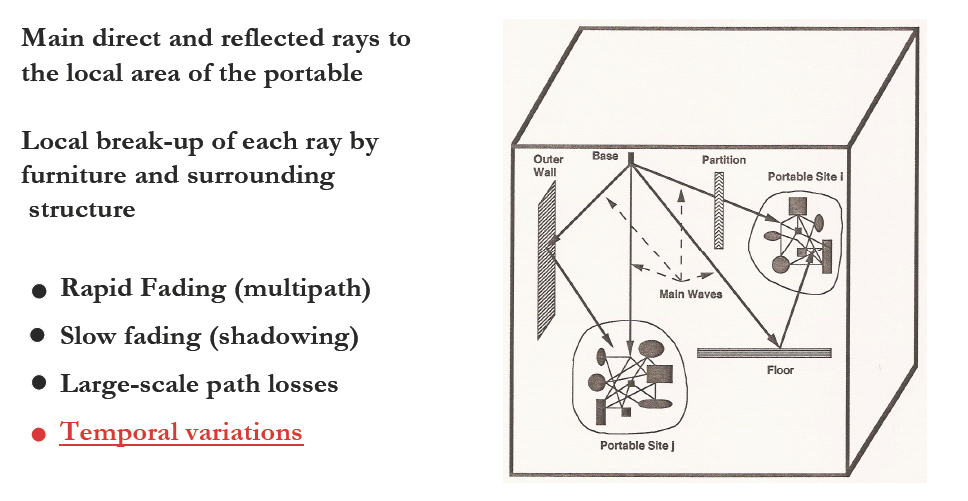 Main direct and reflected rays to
the local area of the portable
Local break-up of each ray by
furniture and surrounding
structure
● Rapid Fading (multipath)
● Slow fading (shadowing)
● Large-scale path losses
● Temporal variations
Outer
Wall
Base
Partition
Portable Site i
Main Waves
Floor
Portable Site j